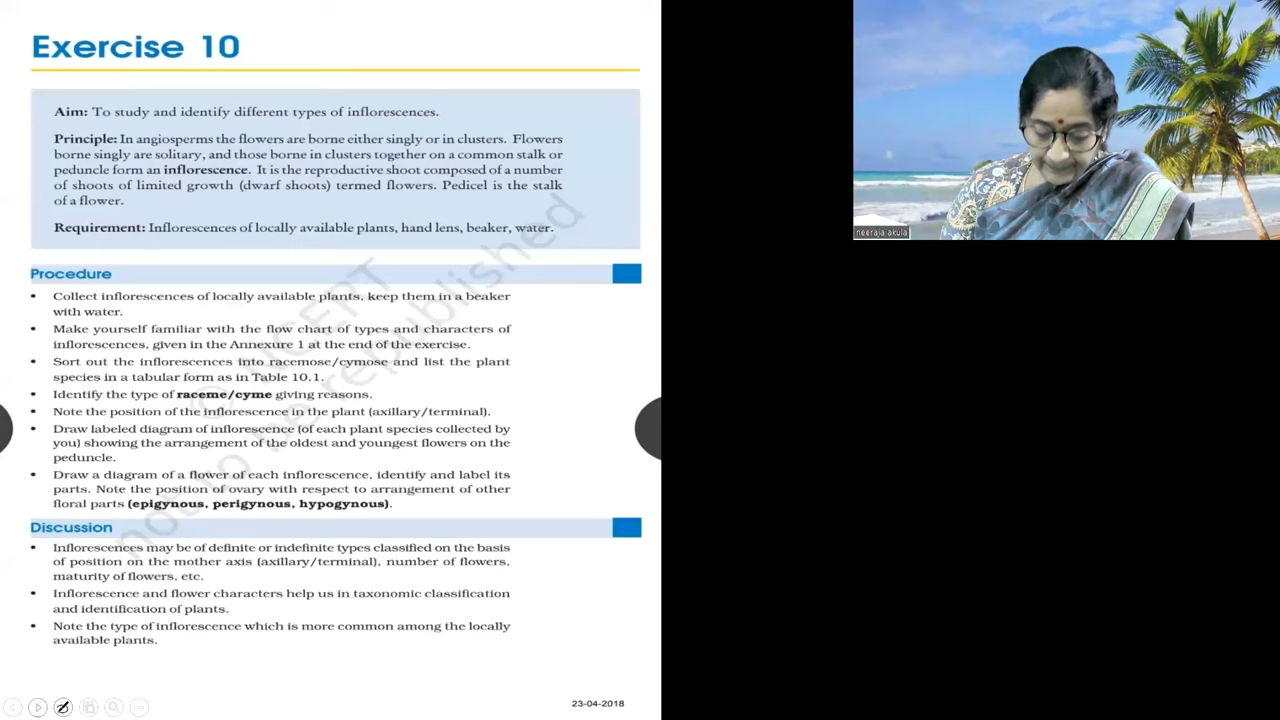 Exercise 10
Aim: To study and identify different types of inflorescences.
Principle: In angiosperms the flowers are borne either singly or in clusters. Flowers
borne singly are solitary, and those borne in clusters together on a common stalk or
peduncle form an inflorescence. It is the reproductive shoot composed of a number
of shoots of limited growth (dwarf shoots) termed flowers. Pedicel is the stalk
of a flower.
Requirement: Inflorescences of locally available plants, hand lens, beaker, water.
Procedure
• Collect inflorescences of locally available plants, keep them in a beaker
with water.
• Make yourself familiar with the flow chart of types and characters of
inflorescences, given in the Annexure 1 at the end of the exercise.
• Sort out the inflorescences into racemose/cymose and list the plant
species in a tabular form as in Table 10.1.
• Identify the type of raceme/cyme giving reasons.
• Note the position of the inflorescence in the plant (axillary/terminal).
• Draw labeled diagram of inflorescence (of each plant species collected by
you) showing the arrangement of the oldest and youngest flowers on the
peduncle.
• Draw a diagram of a flower of each inflorescence, identify and label its
parts. Note the position of ovary with respect to arrangement of other
floral parts (epigynous, perigynous, hypogynous).
Discussion
• Inflorescences may be of definite or indefinite types classified on the basis
of position on the mother axis (axillary/terminal), number of flowers,
maturity of flowers, etc.
• Inflorescence and flower characters help us in taxonomic classification
and identification of plants.
• Note the type of inflorescence which is more common among the locally
available plants.
© NCERT
not to be republished
23-04-2018
neeraja akula